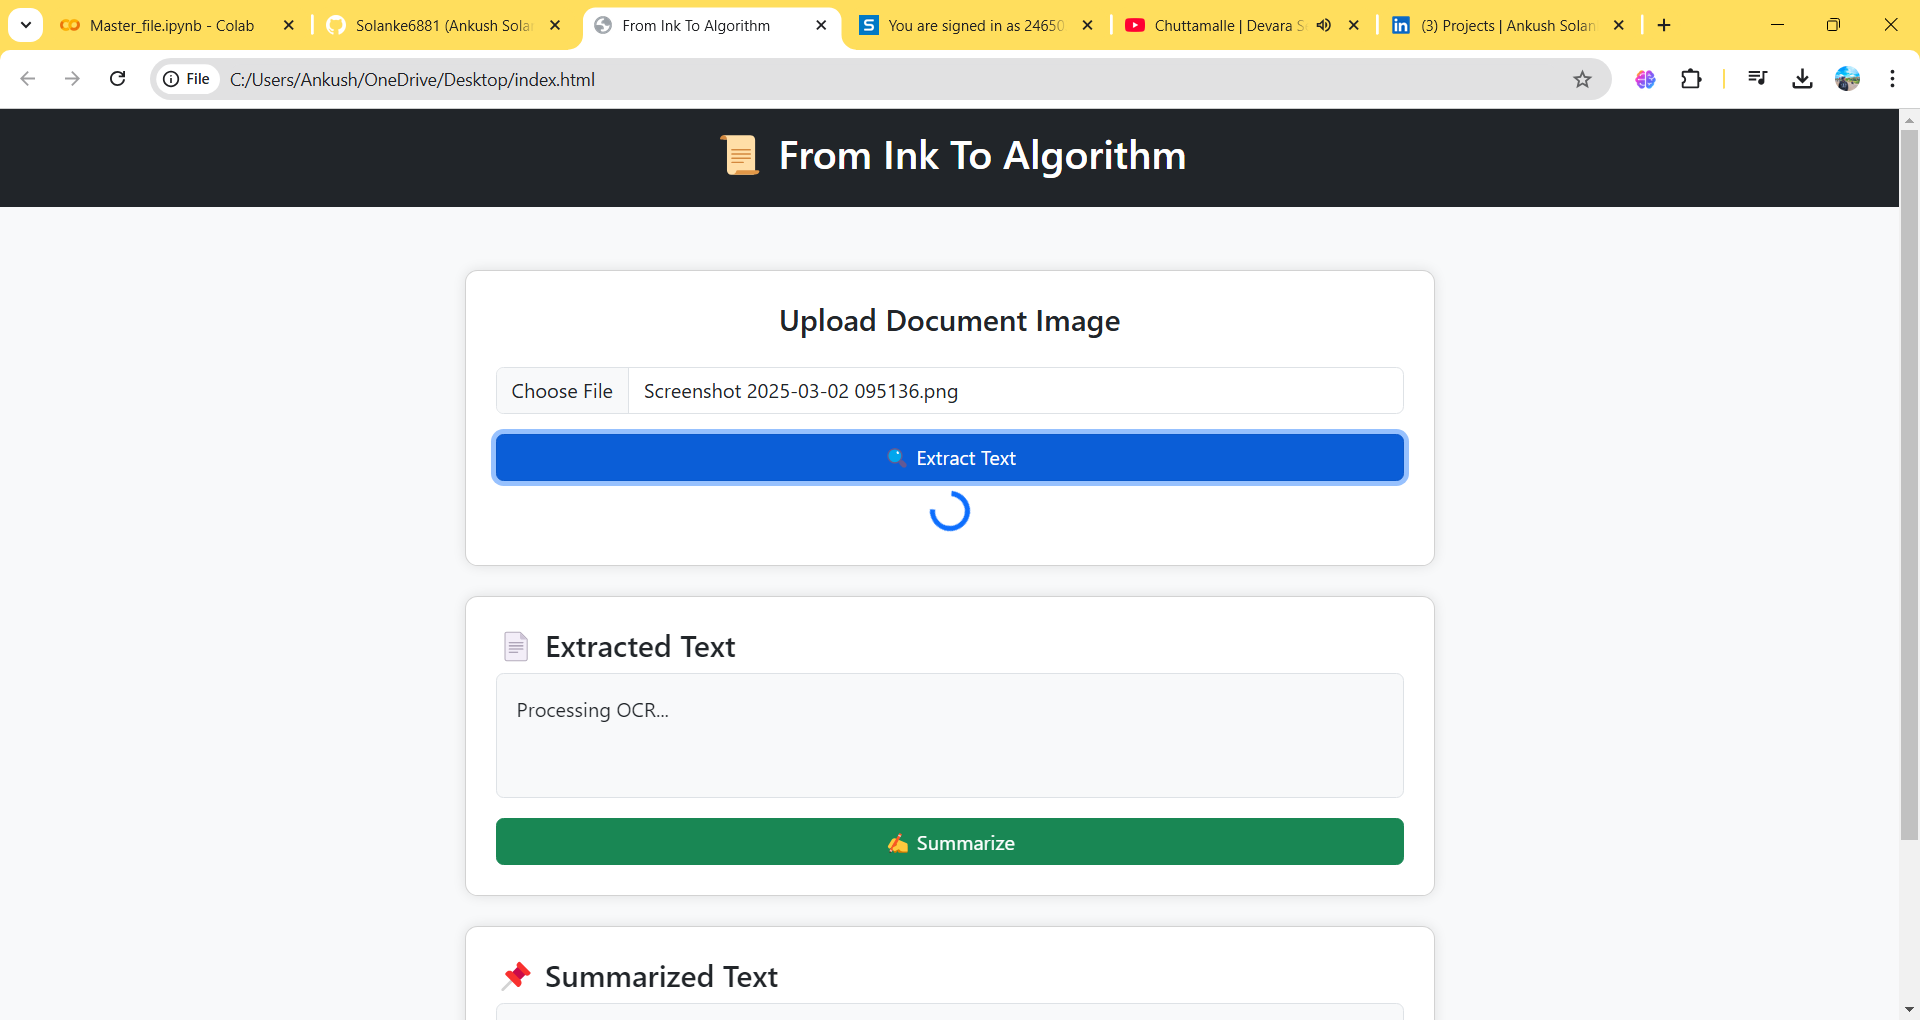 Master_file.ipynb - Colab
Solanke6881 (Ankush Sola
From Ink To Algorithm
You are signed in as 24650
Chuttamalle | Devara S
(3) Projects | Ankush Solan
File
C:/Users/Ankush/OneDrive/Desktop/index.html
From Ink To Algorithm
Upload Document Image
Choose File
Screenshot 2025-03-02 095136.png
Extract Text
Extracted Text
Processing OCR...
Summarize
Summarized Text